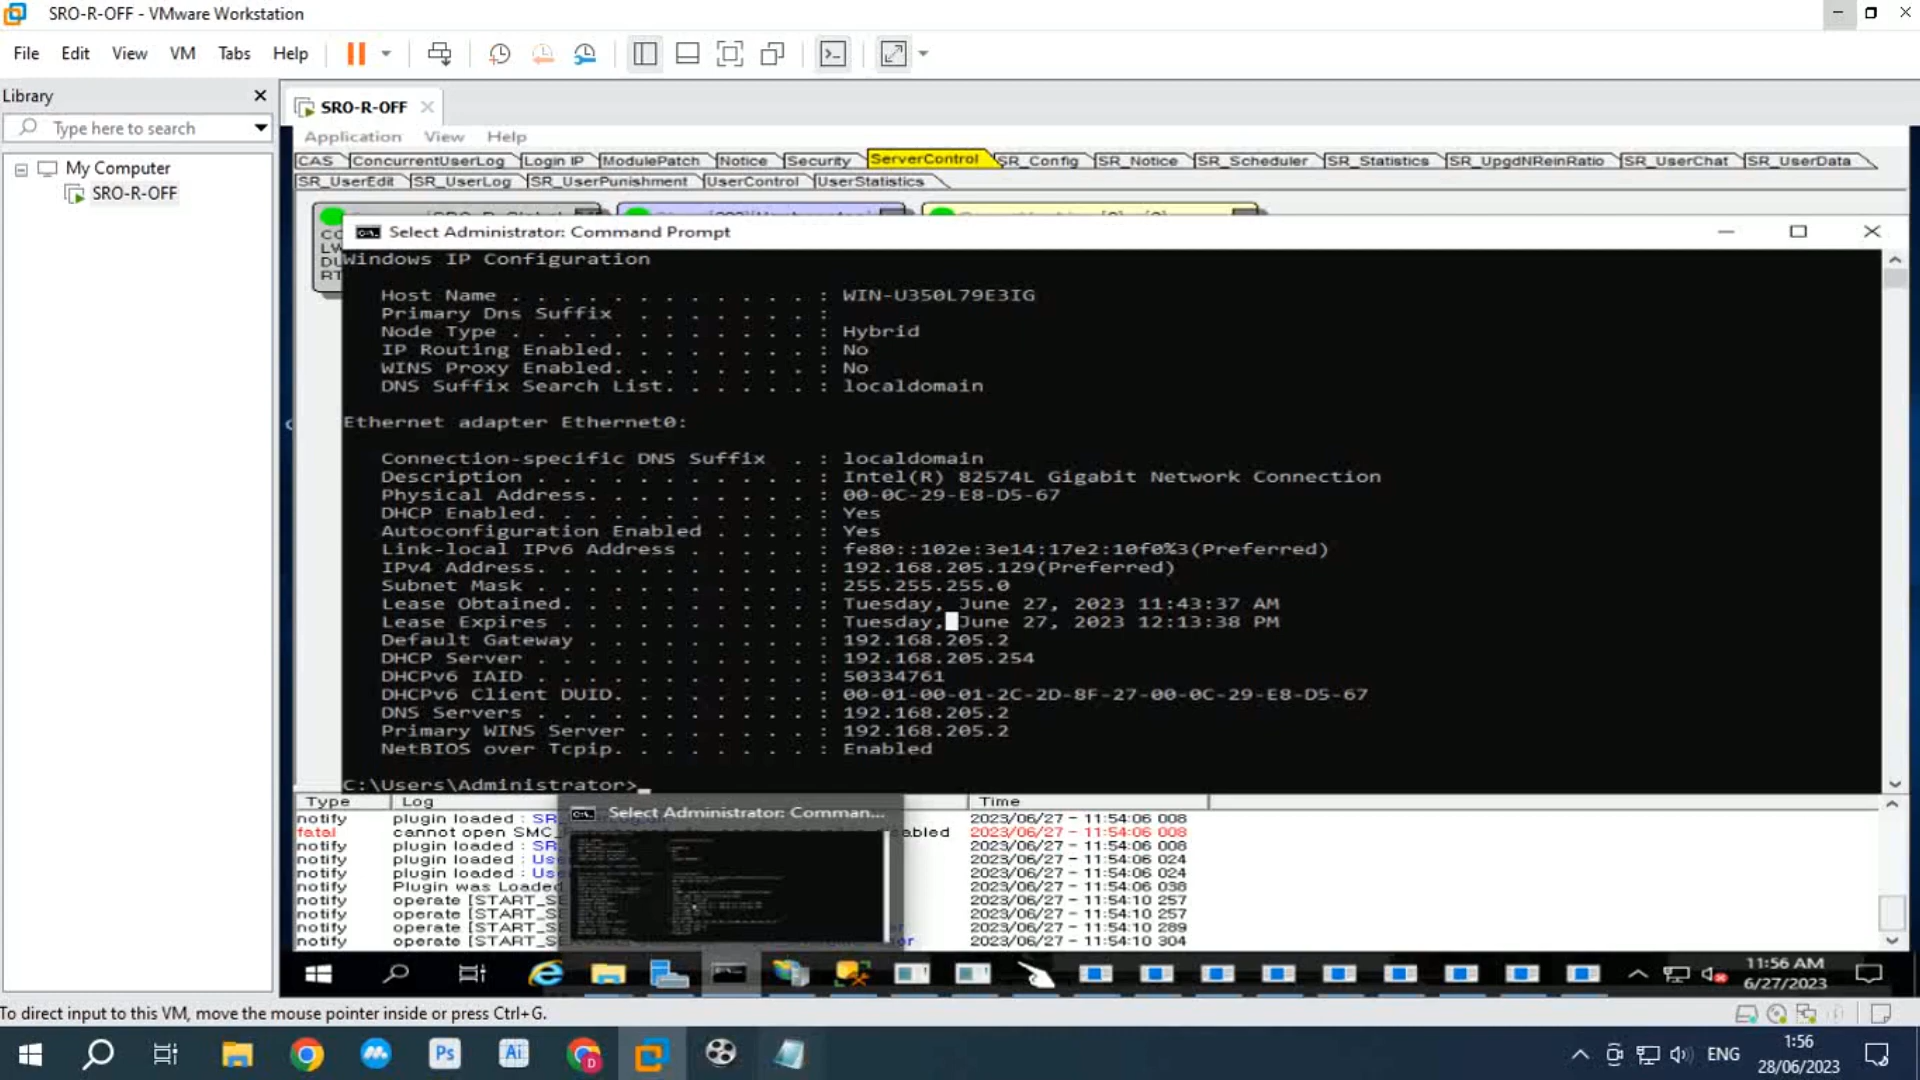 SRO-R-OFF - VMware Workstation
File Edit View VM Tabs Help
Library
Type here to search
My Computer
SRO-R-OFF
SRO-R-OFF
Application View Help
CAS ConcurrentUserLog Login IP ModulePatch Notice Security ServerControl SR_Config SR_Notice SR_Scheduler SR_Statistics SR_UpgdNReinRatio SR_UserChat SR_UserData
SR_UserEdit SR_UserLog SR_UserPunishment UserControl UserStatistics
Select Administrator: Command Prompt
Windows IP Configuration
Host Name . . . . . . . . . . . . : WIN-U350L79E3IG
Primary Dns Suffix . . . . . . . :
Node Type . . . . . . . . . . . . : Hybrid
IP Routing Enabled. . . . . . . . : No
WINS Proxy Enabled. . . . . . . . : No
DNS Suffix Search List. . . . . . : localdomain
Ethernet adapter Ethernet0:
Connection-specific DNS Suffix . : localdomain
Description . . . . . . . . . . . : Intel(R) 82574L Gigabit Network Connection
Physical Address. . . . . . . . . : 00-0C-29-E8-D5-67
DHCP Enabled. . . . . . . . . . . : Yes
Autoconfiguration Enabled . . . . : Yes
Link-local IPv6 Address . . . . . : fe80::102e:3e14:17e2:10f0%3(Preferred)
IPv4 Address. . . . . . . . . . . : 192.168.205.129(Preferred)
Subnet Mask . . . . . . . . . . . : 255.255.255.0
Lease Obtained. . . . . . . . . . : Tuesday, June 27, 2023 11:43:37 AM
Lease Expires . . . . . . . . . . : Tuesday, June 27, 2023 12:13:38 PM
Default Gateway . . . . . . . . . : 192.168.205.2
DHCP Server . . . . . . . . . . . : 192.168.205.254
DHCPv6 IAID . . . . . . . . . . . : 50334761
DHCPv6 Client DUID. . . . . . . . : 00-01-00-01-2C-2D-8F-27-00-0C-29-E8-D5-67
DNS Servers . . . . . . . . . . . : 192.168.205.2
Primary WINS Server . . . . . . . : 192.168.205.2
NetBIOS over Tcpip. . . . . . . . : Enabled
C:\Users\Administrator>_
Type Log Time
Select Administrator: Comman...
notify plugin loaded : SR_ 2023/06/27 - 11:54:06 008
fatal cannot open SMC_ abled 2023/06/27 - 11:54:06 008
notify plugin loaded : SR_ 2023/06/27 - 11:54:06 008
notify plugin loaded : Use 2023/06/27 - 11:54:06 024
notify plugin loaded : Use 2023/06/27 - 11:54:06 024
notify Plugin was Loaded 2023/06/27 - 11:54:06 038
notify operate [START_SE 2023/06/27 - 11:54:10 257
notify operate [START_SE 2023/06/27 - 11:54:10 257
notify operate [START_SE 2023/06/27 - 11:54:10 289
notify operate [START_SE or 2023/06/27 - 11:54:10 304
11:56 AM
6/27/2023
To direct input to this VM, move the mouse pointer inside or press Ctrl+G.
Ps Ai D ENG
1:56
28/06/2023